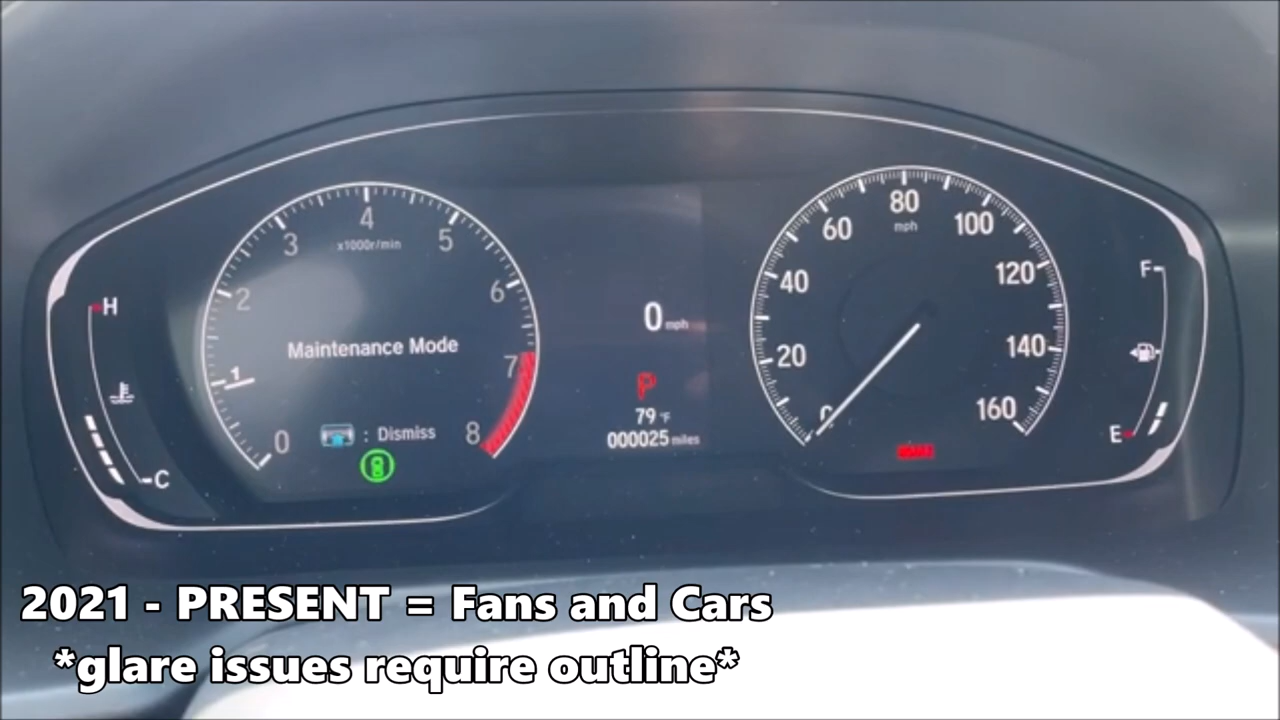 4
3
5
x1000r/min
2
6
Maintenance Mode
1
7
0
8
: Dismiss
H
C
0 mph
P
79 °F
000025 miles
80
mph
60
100
40
120
20
140
0
160
F
E
2021 - PRESENT = Fans and Cars
*glare issues require outline*